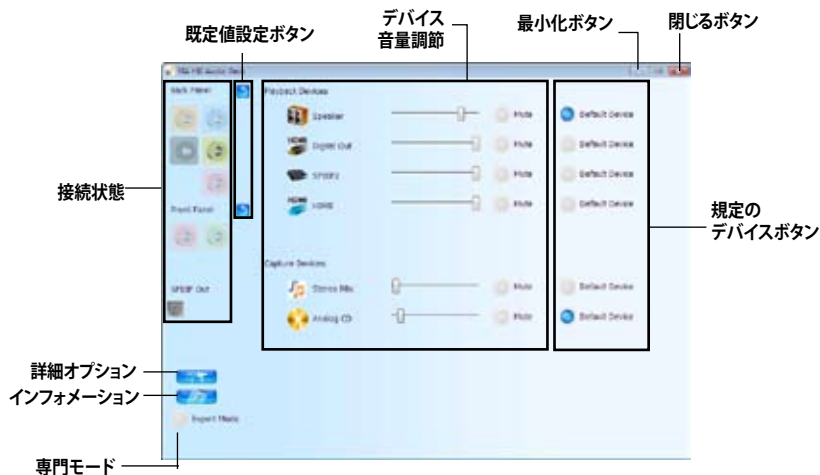 デバイス
音量調節
既定値設定ボタン
最小化ボタン
閉じるボタン
Back Panel
Playback Devices
Speaker
Mute
Default Device
Digital Out
Mute
Default Device
SPDIF
Mute
Default Device
HDMI
Mute
Default Device
接続状態
Front Panel
規定の
デバイスボタン
Capture Devices
SPDIF Out
Stereo Mix
Mute
Default Device
Analog CD
Mute
Default Device
詳細オプション
インフォメーション
Expert Mode
専門モード